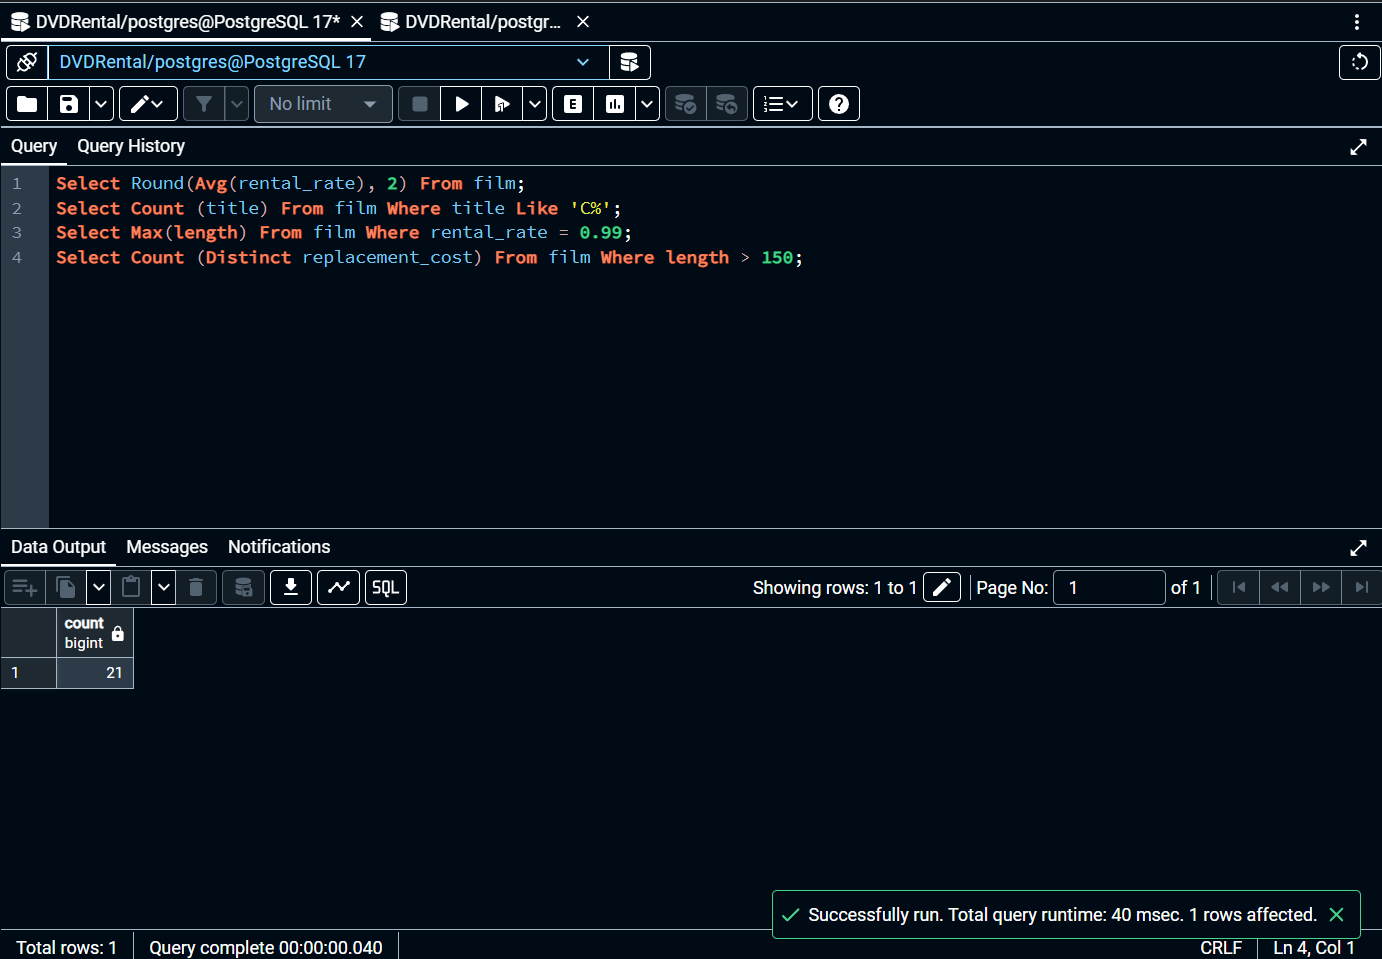 DVDRental/postgres@PostgreSQL 17* DVDRental/postgr...
DVDRental/postgres@PostgreSQL 17
No limit
Query Query History
1 Select Round(Avg(rental_rate), 2) From film;
2 Select Count (title) From film Where title Like 'C%';
3 Select Max(length) From film Where rental_rate = 0.99;
4 Select Count (Distinct replacement_cost) From film Where length > 150;
Data Output Messages Notifications
SQL Showing rows: 1 to 1 Page No: 1 of 1
count
bigint
1 21
Successfully run. Total query runtime: 40 msec. 1 rows affected.
Total rows: 1 Query complete 00:00:00.040 CRLF Ln 4, Col 1